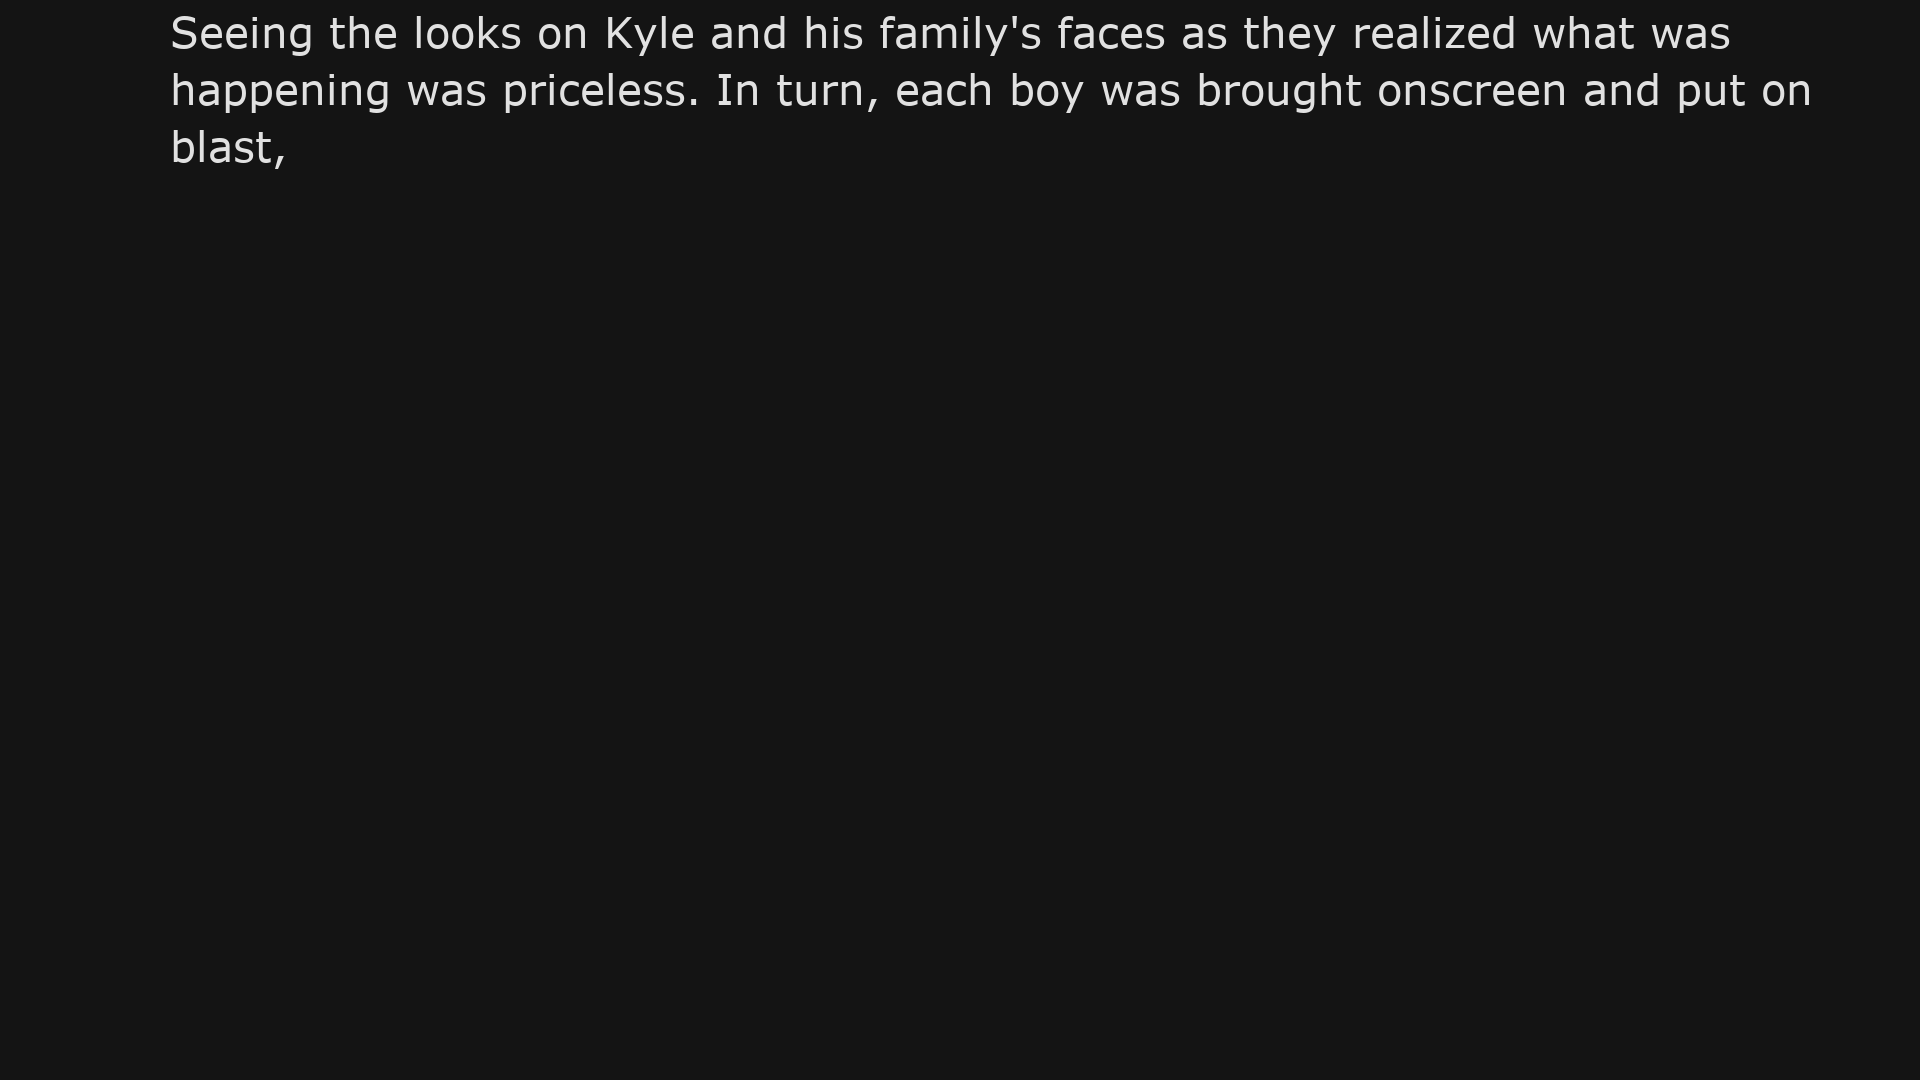 Seeing the looks on Kyle and his family's faces as they realized what was
happening was priceless. In turn, each boy was brought onscreen and put on
blast,